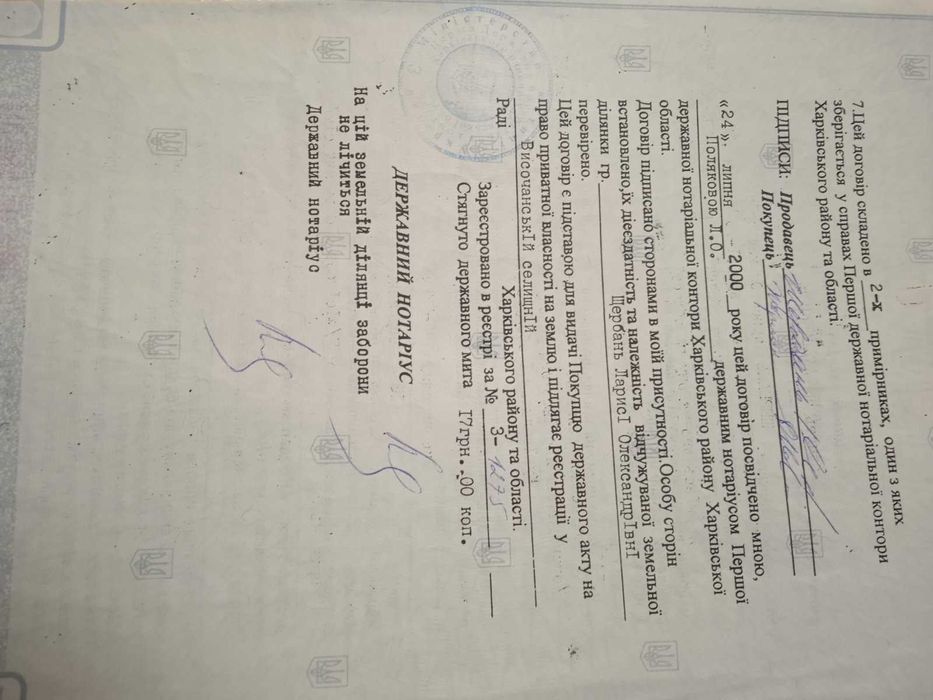 7.Цей договір складено в 2-х примірниках, один з яких
зберігається у справах Першої державної нотаріальної контори
Харківського району та області.
ПІДПИСИ: Продавець
Покупець
«24». липня - 2000 року цей договір посвідчено мною,
Поляковою Л.О. державним нотаріусом Першої
державної нотаріальної контори Харківського району Харківської
області.
Договір підписано сторонами в моїй присутності.Особу сторін
встановлено,їх дієєздатність та належність відчужуваної земельної
ділянки гр. Щербань ЛарисІ ОлександрІвнІ
перевірено.
Цей договір є підставою для видачі Покупцю державного акту на
право приватної власності на землю і підлягає реєстрації у
ВисочанськІй селищнІй
Раді Харківського району та області.
Зареєстровано в реєстрі за № 3-1275
Стягнуто державного мита 17грн.-00 коп.
ДЕРЖАВНИЙ НОТАРІУС
На цІй земельнІй дІлянцІ заборони
не лІчиться
Державний нотарІус